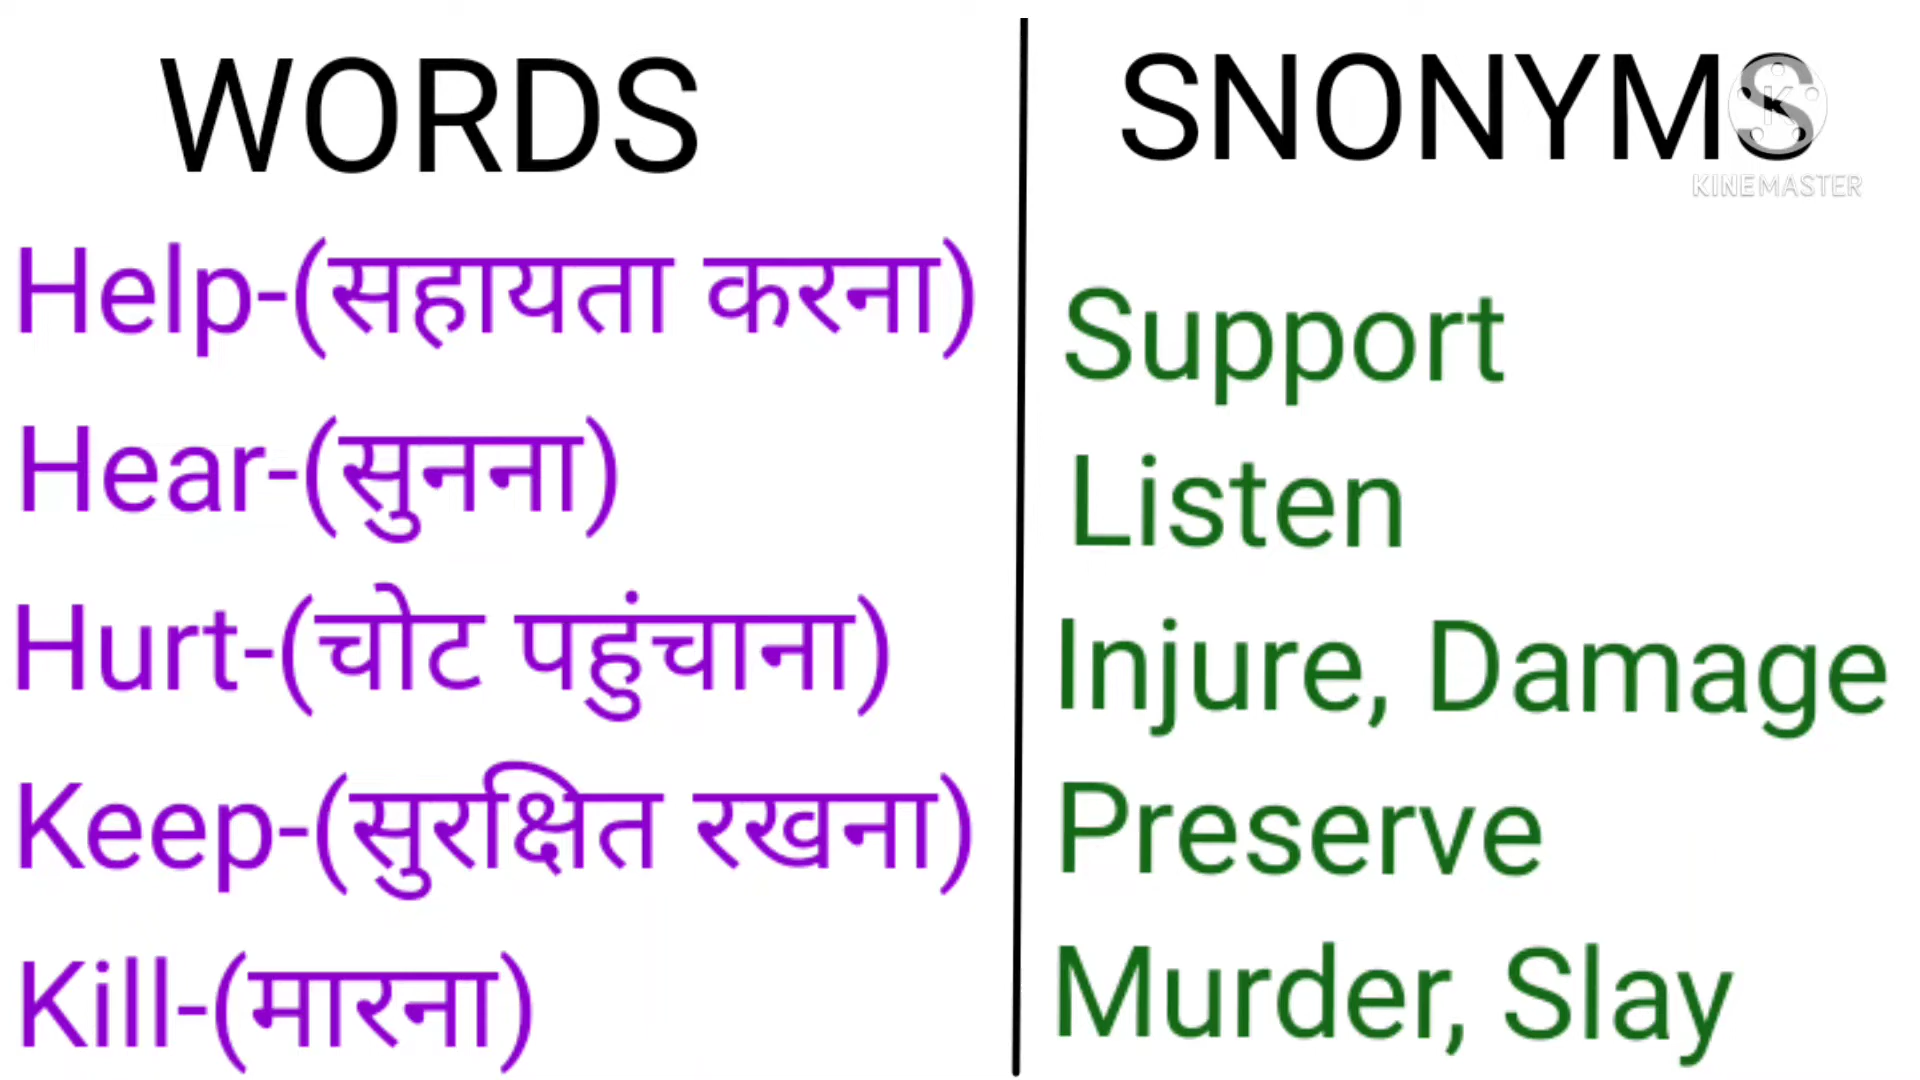 WORDS
SNONYMS
KINEMASTER
Help-(सहायता करना)
Support
Hear-(सुनना)
Listen
Hurt-(चोट पहुंचाना)
Injure, Damage
Keep-(सुरक्षित रखना)
Preserve
Kill-(मारना)
Murder, Slay